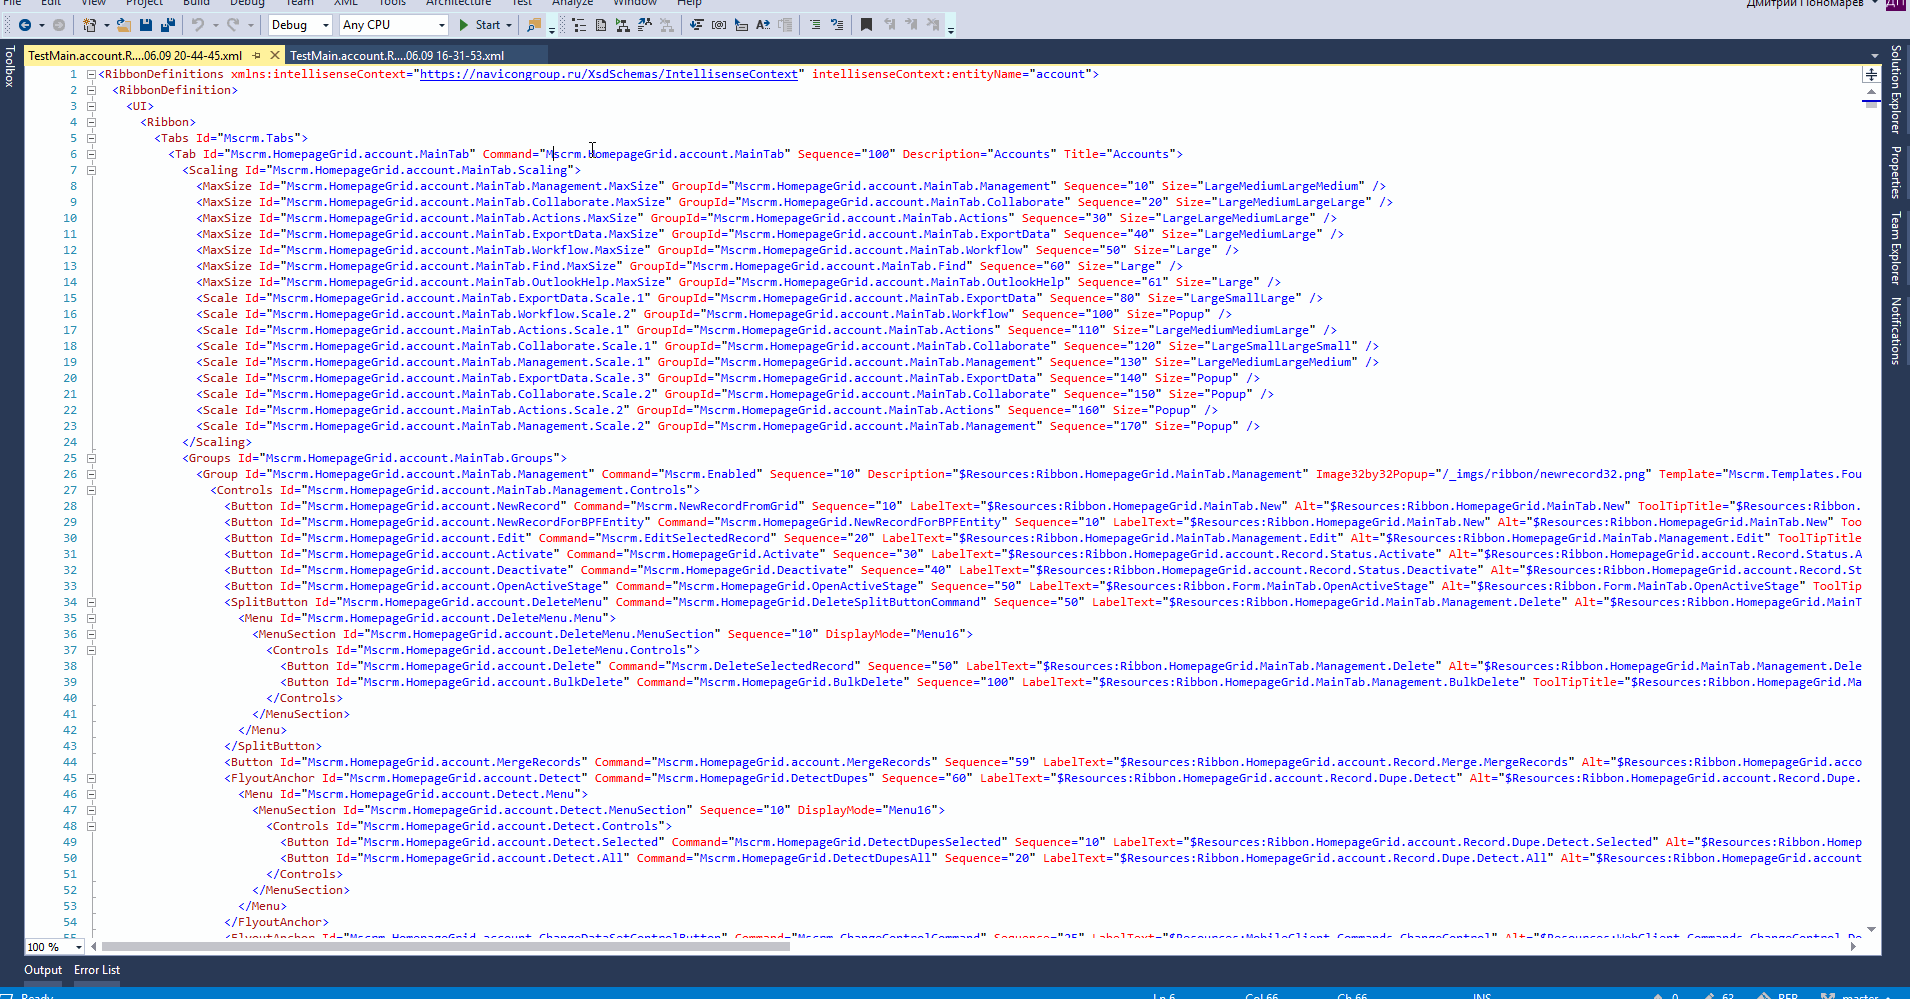 File Edit View Project Build Debug Team XML Tools Architecture Test Analyze Window Help Дмитрий Пономарев ДП
Debug Any CPU Start
TestMain.account.R....06.09 20-44-45.xml TestMain.account.R....06.09 16-31-53.xml
Toolbox
Solution Explorer
Properties
Team Explorer
Notifications
1 <RibbonDefinitions xmlns:intellisenseContext="https://navicongroup.ru/XsdSchemas/IntellisenseContext" intellisenseContext:entityName="account">
2 <RibbonDefinition>
3 <UI>
4 <Ribbon>
5 <Tabs Id="Mscrm.Tabs">
6 <Tab Id="Mscrm.HomepageGrid.account.MainTab" Command="Mscrm.HomepageGrid.account.MainTab" Sequence="100" Description="Accounts" Title="Accounts">
7 <Scaling Id="Mscrm.HomepageGrid.account.MainTab.Scaling">
8 <MaxSize Id="Mscrm.HomepageGrid.account.MainTab.Management.MaxSize" GroupId="Mscrm.HomepageGrid.account.MainTab.Management" Sequence="10" Size="LargeMediumLargeMedium" />
9 <MaxSize Id="Mscrm.HomepageGrid.account.MainTab.Collaborate.MaxSize" GroupId="Mscrm.HomepageGrid.account.MainTab.Collaborate" Sequence="20" Size="LargeMediumLargeLarge" />
10 <MaxSize Id="Mscrm.HomepageGrid.account.MainTab.Actions.MaxSize" GroupId="Mscrm.HomepageGrid.account.MainTab.Actions" Sequence="30" Size="LargeLargeMediumLarge" />
11 <MaxSize Id="Mscrm.HomepageGrid.account.MainTab.ExportData.MaxSize" GroupId="Mscrm.HomepageGrid.account.MainTab.ExportData" Sequence="40" Size="LargeMediumLarge" />
12 <MaxSize Id="Mscrm.HomepageGrid.account.MainTab.Workflow.MaxSize" GroupId="Mscrm.HomepageGrid.account.MainTab.Workflow" Sequence="50" Size="Large" />
13 <MaxSize Id="Mscrm.HomepageGrid.account.MainTab.Find.MaxSize" GroupId="Mscrm.HomepageGrid.account.MainTab.Find" Sequence="60" Size="Large" />
14 <MaxSize Id="Mscrm.HomepageGrid.account.MainTab.OutlookHelp.MaxSize" GroupId="Mscrm.HomepageGrid.account.MainTab.OutlookHelp" Sequence="61" Size="Large" />
15 <Scale Id="Mscrm.HomepageGrid.account.MainTab.ExportData.Scale.1" GroupId="Mscrm.HomepageGrid.account.MainTab.ExportData" Sequence="80" Size="LargeSmallLarge" />
16 <Scale Id="Mscrm.HomepageGrid.account.MainTab.Workflow.Scale.2" GroupId="Mscrm.HomepageGrid.account.MainTab.Workflow" Sequence="100" Size="Popup" />
17 <Scale Id="Mscrm.HomepageGrid.account.MainTab.Actions.Scale.1" GroupId="Mscrm.HomepageGrid.account.MainTab.Actions" Sequence="110" Size="LargeMediumMediumLarge" />
18 <Scale Id="Mscrm.HomepageGrid.account.MainTab.Collaborate.Scale.1" GroupId="Mscrm.HomepageGrid.account.MainTab.Collaborate" Sequence="120" Size="LargeSmallLargeSmall" />
19 <Scale Id="Mscrm.HomepageGrid.account.MainTab.Management.Scale.1" GroupId="Mscrm.HomepageGrid.account.MainTab.Management" Sequence="130" Size="LargeMediumLargeMedium" />
20 <Scale Id="Mscrm.HomepageGrid.account.MainTab.ExportData.Scale.3" GroupId="Mscrm.HomepageGrid.account.MainTab.ExportData" Sequence="140" Size="Popup" />
21 <Scale Id="Mscrm.HomepageGrid.account.MainTab.Collaborate.Scale.2" GroupId="Mscrm.HomepageGrid.account.MainTab.Collaborate" Sequence="150" Size="Popup" />
22 <Scale Id="Mscrm.HomepageGrid.account.MainTab.Actions.Scale.2" GroupId="Mscrm.HomepageGrid.account.MainTab.Actions" Sequence="160" Size="Popup" />
23 <Scale Id="Mscrm.HomepageGrid.account.MainTab.Management.Scale.2" GroupId="Mscrm.HomepageGrid.account.MainTab.Management" Sequence="170" Size="Popup" />
24 </Scaling>
25 <Groups Id="Mscrm.HomepageGrid.account.MainTab.Groups">
26 <Group Id="Mscrm.HomepageGrid.account.MainTab.Management" Command="Mscrm.Enabled" Sequence="10" Description="$Resources:Ribbon.HomepageGrid.MainTab.Management" Image32by32Popup="/_imgs/ribbon/newrecord32.png" Template="Mscrm.Templates.Fou
27 <Controls Id="Mscrm.HomepageGrid.account.MainTab.Management.Controls">
28 <Button Id="Mscrm.HomepageGrid.account.NewRecord" Command="Mscrm.NewRecordFromGrid" Sequence="10" LabelText="$Resources:Ribbon.HomepageGrid.MainTab.New" Alt="$Resources:Ribbon.HomepageGrid.MainTab.New" ToolTipTitle="$Resources:Ribbon.
29 <Button Id="Mscrm.HomepageGrid.account.NewRecordForBPFEntity" Command="Mscrm.HomepageGrid.NewRecordForBPFEntity" Sequence="10" LabelText="$Resources:Ribbon.HomepageGrid.MainTab.New" Alt="$Resources:Ribbon.HomepageGrid.MainTab.New" Too
30 <Button Id="Mscrm.HomepageGrid.account.Edit" Command="Mscrm.EditSelectedRecord" Sequence="20" LabelText="$Resources:Ribbon.HomepageGrid.MainTab.Management.Edit" Alt="$Resources:Ribbon.HomepageGrid.MainTab.Management.Edit" ToolTipTitle
31 <Button Id="Mscrm.HomepageGrid.account.Activate" Command="Mscrm.HomepageGrid.Activate" Sequence="30" LabelText="$Resources:Ribbon.HomepageGrid.account.Record.Status.Activate" Alt="$Resources:Ribbon.HomepageGrid.account.Record.Status.A
32 <Button Id="Mscrm.HomepageGrid.account.Deactivate" Command="Mscrm.HomepageGrid.Deactivate" Sequence="40" LabelText="$Resources:Ribbon.HomepageGrid.account.Record.Status.Deactivate" Alt="$Resources:Ribbon.HomepageGrid.account.Record.St
33 <Button Id="Mscrm.HomepageGrid.account.OpenActiveStage" Command="Mscrm.HomepageGrid.OpenActiveStage" Sequence="50" LabelText="$Resources:Ribbon.Form.MainTab.OpenActiveStage" Alt="$Resources:Ribbon.Form.MainTab.OpenActiveStage" ToolTip
34 <SplitButton Id="Mscrm.HomepageGrid.account.DeleteMenu" Command="Mscrm.HomepageGrid.DeleteSplitButtonCommand" Sequence="50" LabelText="$Resources:Ribbon.HomepageGrid.MainTab.Management.Delete" Alt="$Resources:Ribbon.HomepageGrid.MainT
35 <Menu Id="Mscrm.HomepageGrid.account.DeleteMenu.Menu">
36 <MenuSection Id="Mscrm.HomepageGrid.account.DeleteMenu.MenuSection" Sequence="10" DisplayMode="Menu16">
37 <Controls Id="Mscrm.HomepageGrid.account.DeleteMenu.Controls">
38 <Button Id="Mscrm.HomepageGrid.account.Delete" Command="Mscrm.DeleteSelectedRecord" Sequence="50" LabelText="$Resources:Ribbon.HomepageGrid.MainTab.Management.Delete" Alt="$Resources:Ribbon.HomepageGrid.MainTab.Management.Dele
39 <Button Id="Mscrm.HomepageGrid.account.BulkDelete" Command="Mscrm.HomepageGrid.BulkDelete" Sequence="100" LabelText="$Resources:Ribbon.HomepageGrid.MainTab.Management.BulkDelete" ToolTipTitle="$Resources:Ribbon.HomepageGrid.Ma
40 </Controls>
41 </MenuSection>
42 </Menu>
43 </SplitButton>
44 <Button Id="Mscrm.HomepageGrid.account.MergeRecords" Command="Mscrm.HomepageGrid.MergeRecords" Sequence="59" LabelText="$Resources:Ribbon.HomepageGrid.account.Record.Merge.MergeRecords" Alt="$Resources:Ribbon.HomepageGrid.acco
45 <FlyoutAnchor Id="Mscrm.HomepageGrid.account.Detect" Command="Mscrm.HomepageGrid.DetectDupes" Sequence="60" LabelText="$Resources:Ribbon.HomepageGrid.account.Record.Dupe.Detect" Alt="$Resources:Ribbon.HomepageGrid.account.Record.Dupe.
46 <Menu Id="Mscrm.HomepageGrid.account.Detect.Menu">
47 <MenuSection Id="Mscrm.HomepageGrid.account.Detect.MenuSection" Sequence="10" DisplayMode="Menu16">
48 <Controls Id="Mscrm.HomepageGrid.account.Detect.Controls">
49 <Button Id="Mscrm.HomepageGrid.account.Detect.Selected" Command="Mscrm.HomepageGrid.DetectDupesSelected" Sequence="10" LabelText="$Resources:Ribbon.HomepageGrid.account.Record.Dupe.Detect.Selected" Alt="$Resources:Ribbon.Homep
50 <Button Id="Mscrm.HomepageGrid.account.Detect.All" Command="Mscrm.HomepageGrid.DetectDupesAll" Sequence="20" LabelText="$Resources:Ribbon.HomepageGrid.account.Record.Dupe.Detect.All" Alt="$Resources:Ribbon.HomepageGrid.account
51 </Controls>
52 </MenuSection>
53 </Menu>
54 </FlyoutAnchor>
55 <FlyoutAnchor Id="Mscrm.HomepageGrid.account.ChangeDataSetControlButton" Command="Mscrm.ChangeControlCommand" Sequence="25" LabelText="$Resources:MobileClient.Commands.ChangeControl" Alt="$Resources:WebClient.Commands.ChangeControl.De
100 %
Output Error List
Ready Ln 6 Col 66 Ch 66 INS 0 63 master